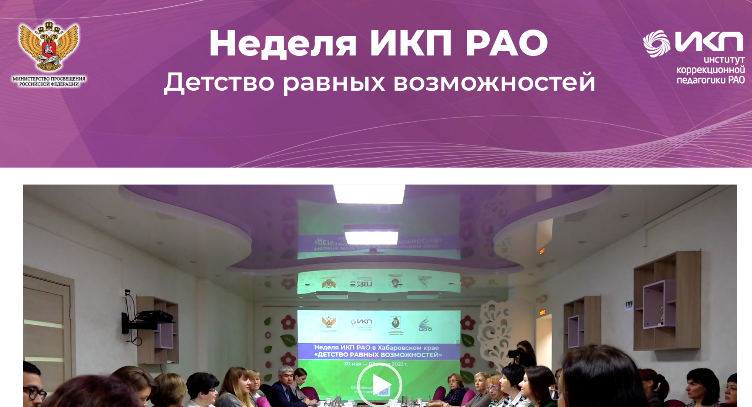 Неделя ИКП РАО
Детство равных возможностей
МИНИСТЕРСТВО ПРОСВЕЩЕНИЯ
РОССИЙСКОЙ ФЕДЕРАЦИИ
ИКП
ИНСТИТУТ
КОРРЕКЦИОННОЙ
ПЕДАГОГИКИ РАО
ИКП
Неделя ИКП РАО в Хабаровском крае
«ДЕТСТВО РАВНЫХ ВОЗМОЖНОСТЕЙ»